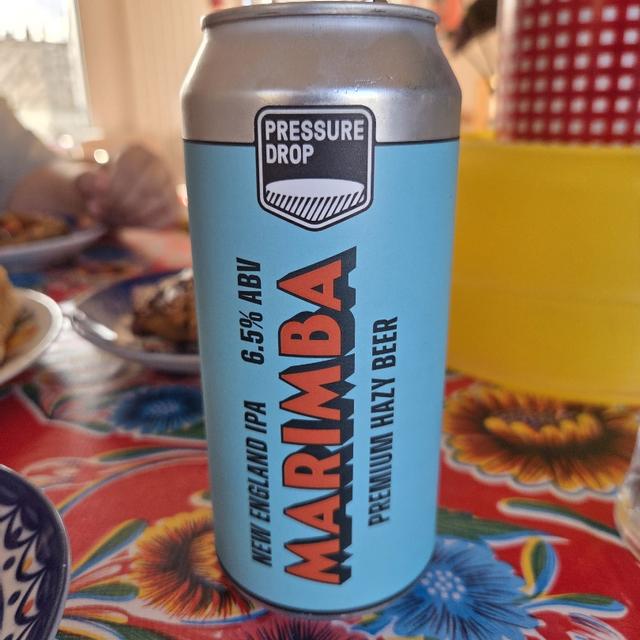 PRESSURE
DROP
NEW ENGLAND IPA 6.5% ABV
MARIMBA
PREMIUM HAZY BEER